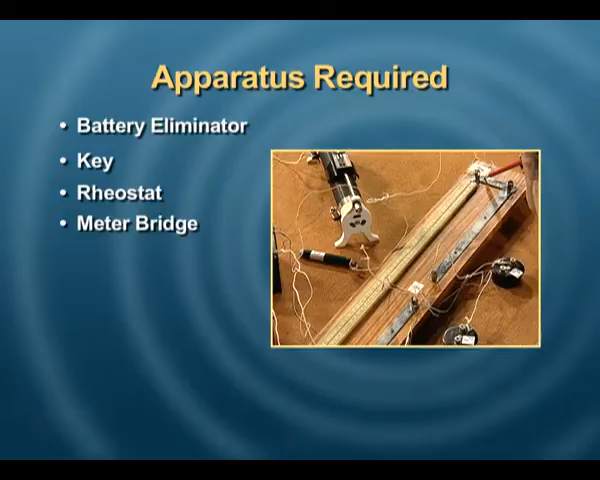 Apparatus Required
• Battery Eliminator
• Key
• Rheostat
• Meter Bridge